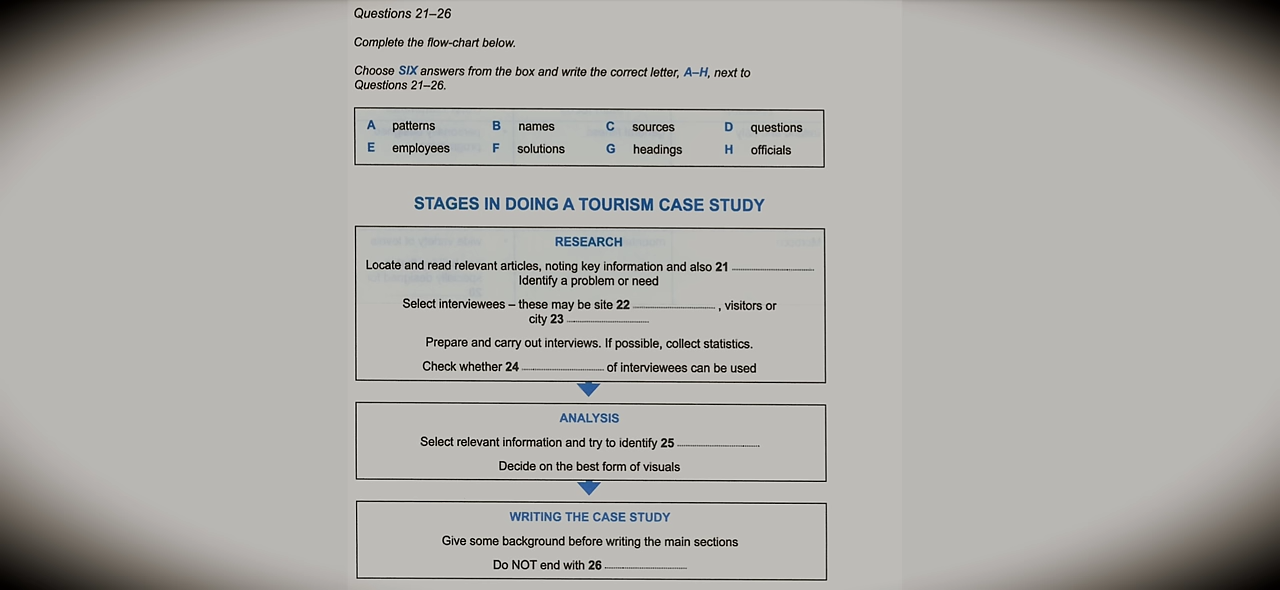 Questions 21–26
Complete the flow-chart below.
Choose SIX answers from the box and write the correct letter, A–H, next to
Questions 21–26.
A patterns B names C sources D questions
E employees F solutions G headings H officials
STAGES IN DOING A TOURISM CASE STUDY
RESEARCH
Locate and read relevant articles, noting key information and also 21 ....................
Identify a problem or need
Select interviewees – these may be site 22 .................... , visitors or
city 23 ....................
Prepare and carry out interviews. If possible, collect statistics.
Check whether 24 .................... of interviewees can be used
ANALYSIS
Select relevant information and try to identify 25 ....................
Decide on the best form of visuals
WRITING THE CASE STUDY
Give some background before writing the main sections
Do NOT end with 26 ....................